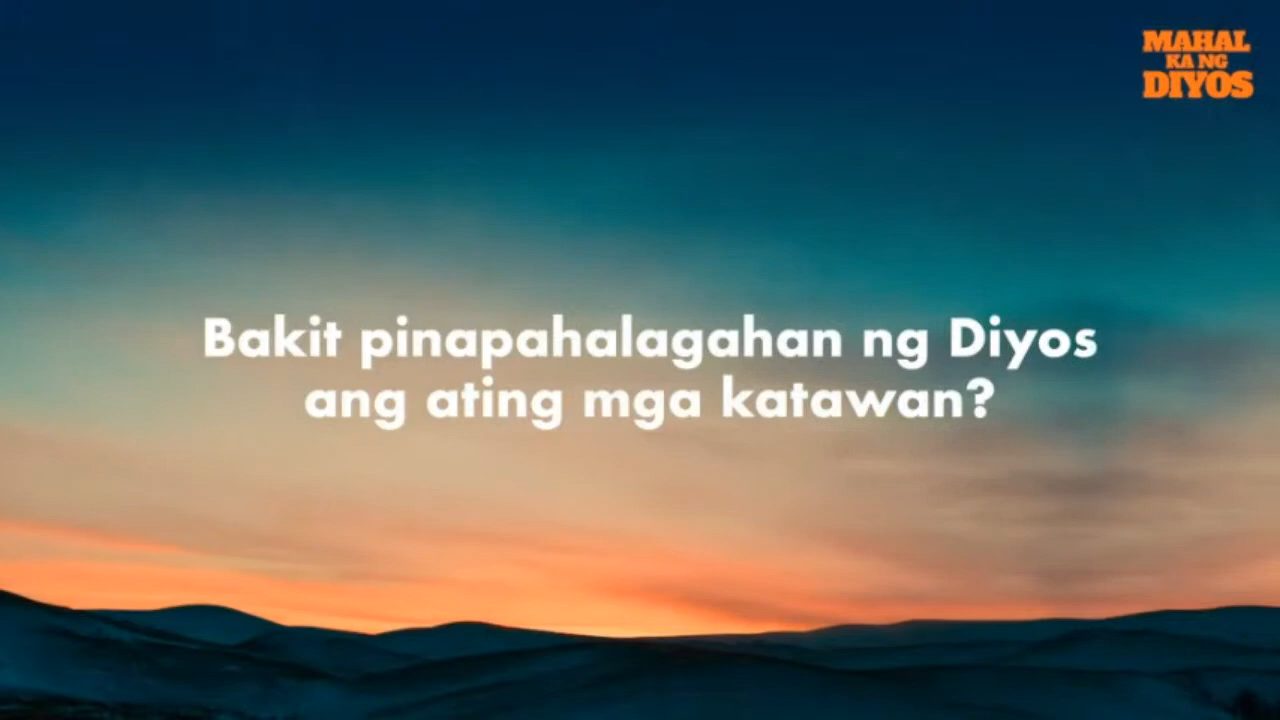 MAHAL
KA NG
DIYOS
Bakit pinapahalagahan ng Diyos
ang ating mga katawan?